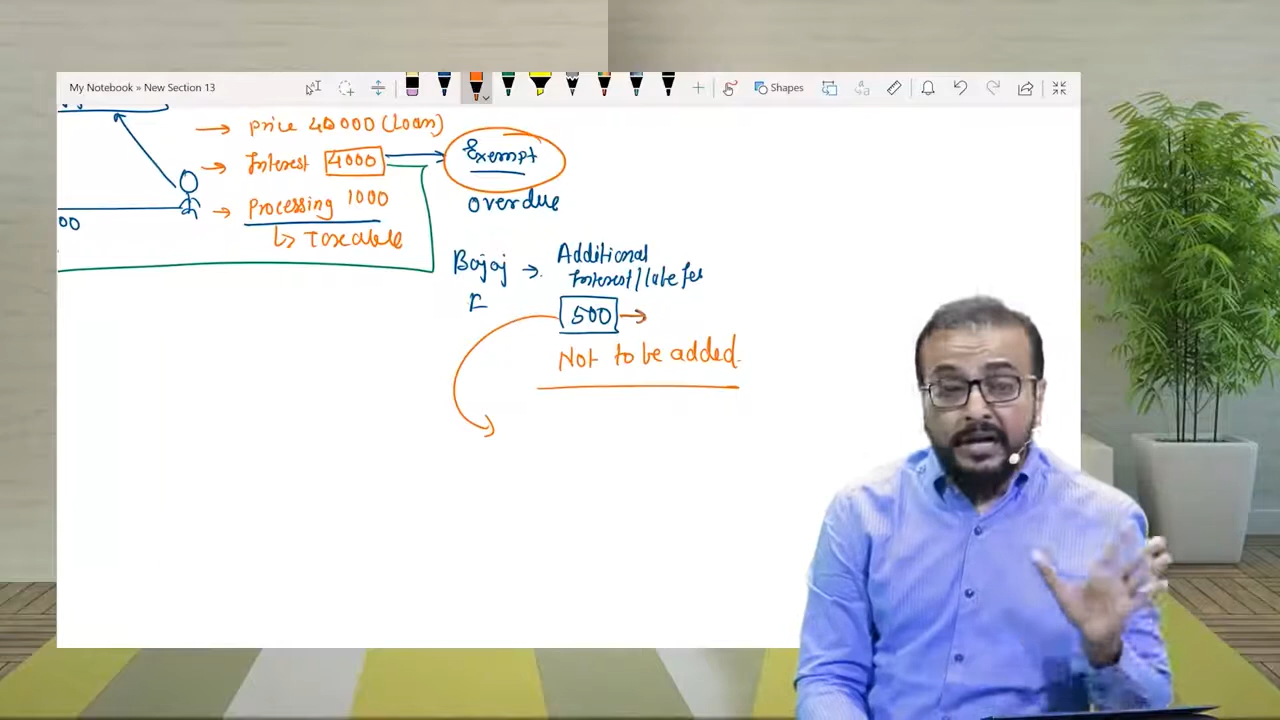 My Notebook » New Section 13
Shapes
→ Price 40000 (Loan)
→ Interest 4000 → Exempt
→ Processing 1000
↳ Taxable
overdue
00
Bajaj → Additional
Interest/late fee
F
500 →
Not to be added.